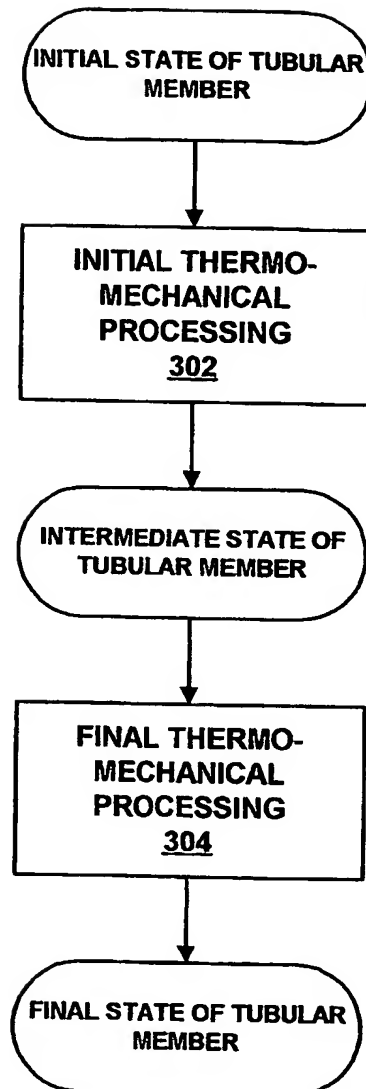 INITIAL STATE OF TUBULAR
MEMBER
INITIAL THERMO-
MECHANICAL
PROCESSING
302
INTERMEDIATE STATE OF
TUBULAR MEMBER
FINAL THERMO-
MECHANICAL
PROCESSING
304
FINAL STATE OF TUBULAR
MEMBER